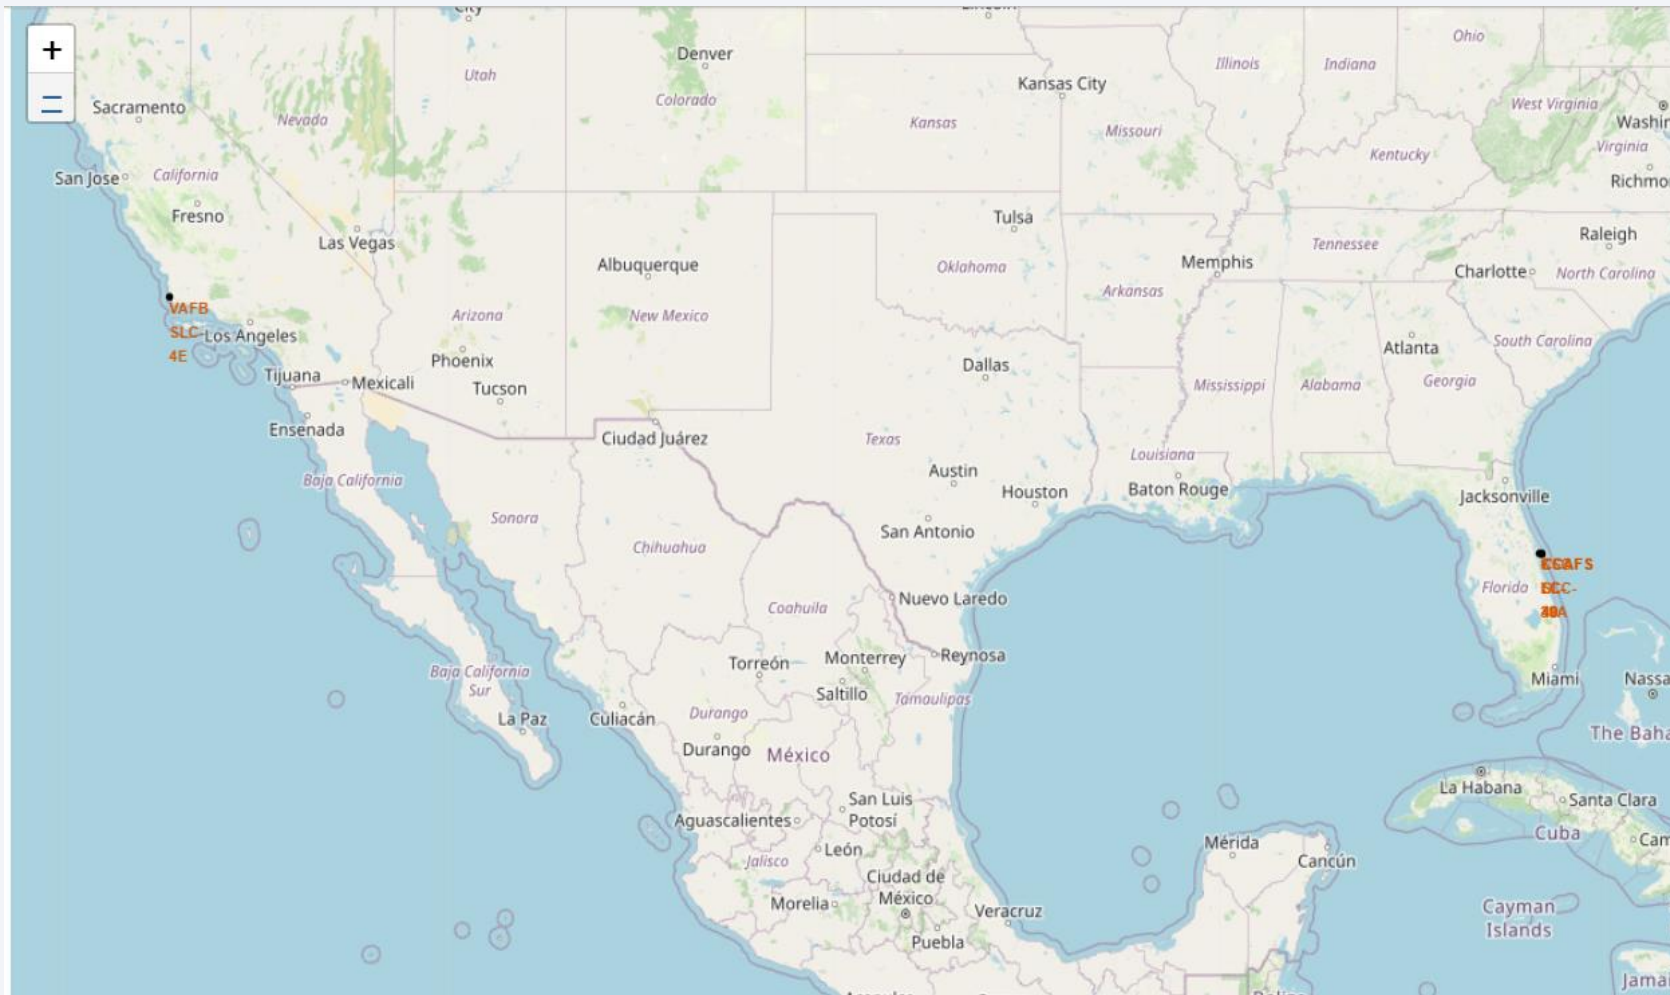 City
Lincoln
+
−
Denver
Utah
Colorado
Kansas City
Illinois
Indiana
Ohio
West Virginia
Sacramento
Nevada
Kansas
Missouri
Kentucky
Virginia
San Jose
California
Fresno
Las Vegas
Tulsa
Tennessee
Raleigh
Albuquerque
Oklahoma
Memphis
Charlotte
North Carolina
Arkansas
VAFB
SLC-
4E
Los Angeles
Arizona
New Mexico
Phoenix
Dallas
Atlanta
South Carolina
Tijuana
Mexicali
Tucson
Mississippi
Alabama
Georgia
Ensenada
Ciudad Juárez
Texas
Louisiana
Baja California
Austin
Houston
Baton Rouge
Jacksonville
Sonora
Chihuahua
San Antonio
CCAFS
Florida
Coahuila
Nuevo Laredo
Torreón
Monterrey
Reynosa
Saltillo
Tamaulipas
Baja California
Sur
Miami
Nassa
La Paz
Culiacán
Durango
Durango
México
The Baha
La Habana
Santa Clara
San Luis
Potosí
Aguascalientes
Cuba
Cam
Jalisco
León
Mérida
Cancún
Ciudad de
México
Morelia
Veracruz
Cayman
Islands
Puebla
Jamai
Washin
Richmo